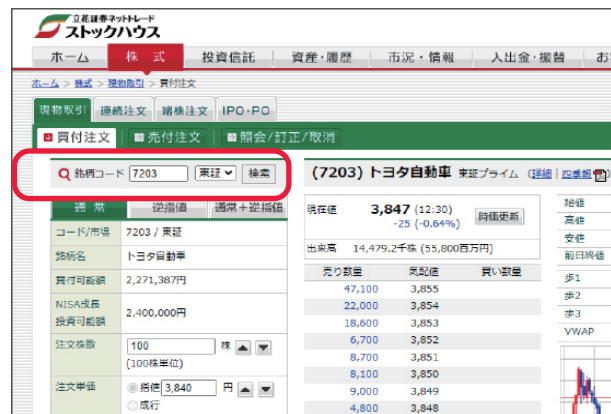 立花証券ネットトレード
ストックハウス
ホーム 株 式 投資信託 資産・履歴 市況・情報 入出金・振替 お
ホーム > 株式 > 現物取引 > 買付注文
現物取引 連続注文 端株注文 IPO・PO
買付注文 売付注文 照会/訂正/取消
銘柄コード 7203 東証 検索
通 常 逆指値 通常+逆指値
コード/市場 7203 / 東証
銘柄名 トヨタ自動車
買付可能額 2,271,387円
NISA成長
投資可能額 2,400,000円
注文株数 100 株
(100株単位)
注文単価 指値 3,840 円
成行
(7203) トヨタ自動車 東証プライム (詳細 | 四季報)
現在値 3,847 (12:30) 時価更新
-25 (-0.64%)
出来高 14,479.2千株 (55,800百万円)
売り数量 気配値 買い数量
47,100 3,855
22,000 3,854
18,600 3,853
6,700 3,852
8,700 3,851
8,100 3,850
9,000 3,849
4,800 3,848
始値
高値
安値
前日終値
歩1
歩2
歩3
VWAP